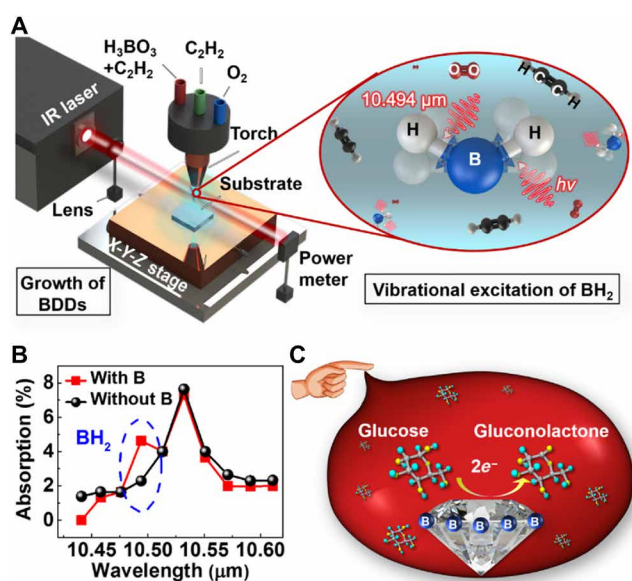 A
H₃BO₃
+C₂H₂
C₂H₂
O₂
IR laser
Torch
Substrate
Lens
X-Y-Z stage
Power
meter
Growth of
BDDs
O O
H C C H
10.494 μm
H
H
B
hv
Vibrational excitation of BH₂
B
With B
Without B
BH₂
Absorption (%)
8
6
4
2
0
10.45 10.50 10.55 10.60
Wavelength (μm)
C
Glucose
Gluconolactone
2e⁻
B B B B B